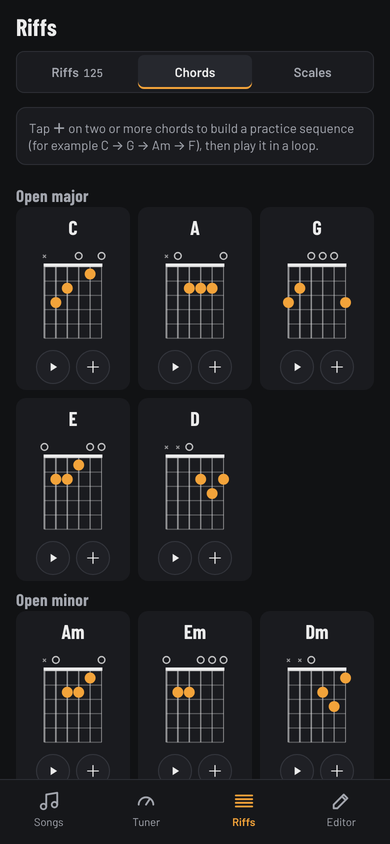 Riffs
Riffs 125
Chords
Scales
Tap + on two or more chords to build a practice sequence
(for example C → G → Am → F), then play it in a loop.
Open major
C
A
G
×
×
E
D
× ×
Open minor
Am
Em
Dm
×
× ×
Songs
Tuner
Riffs
Editor